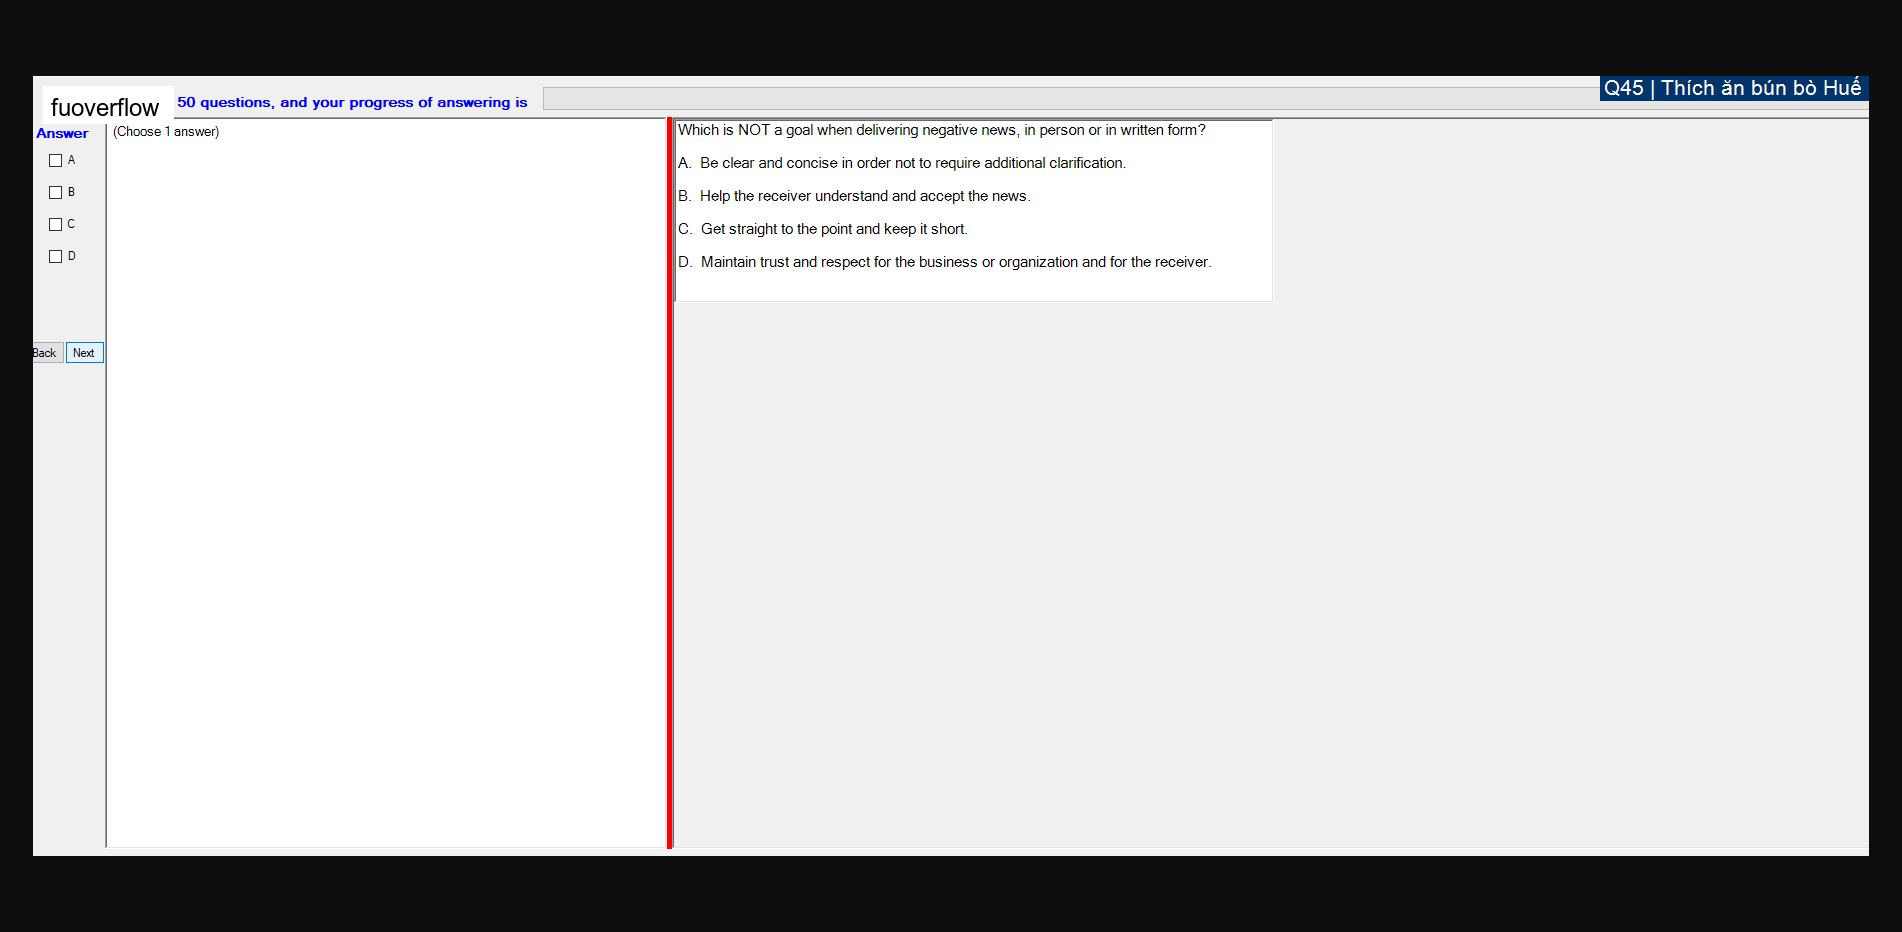 Q45 | Thích ăn bún bò Huế
fuoverflow
50 questions, and your progress of answering is
Answer
(Choose 1 answer)
A
B
C
D
Back
Next
Which is NOT a goal when delivering negative news, in person or in written form?
A. Be clear and concise in order not to require additional clarification.
B. Help the receiver understand and accept the news.
C. Get straight to the point and keep it short.
D. Maintain trust and respect for the business or organization and for the receiver.